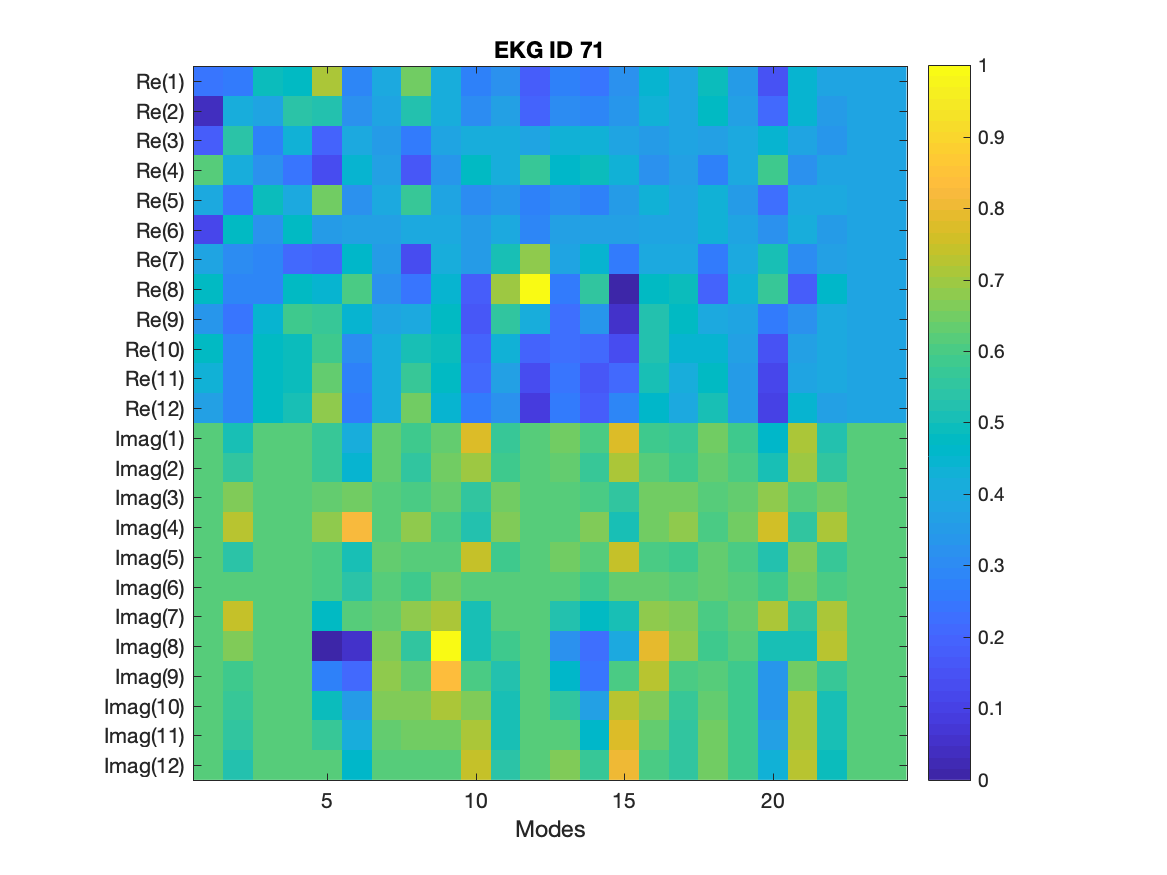 EKG ID 71
Re(1)
Re(2)
Re(3)
Re(4)
Re(5)
Re(6)
Re(7)
Re(8)
Re(9)
Re(10)
Re(11)
Re(12)
Imag(1)
Imag(2)
Imag(3)
Imag(4)
Imag(5)
Imag(6)
Imag(7)
Imag(8)
Imag(9)
Imag(10)
Imag(11)
Imag(12)
5 10 15 20
Modes
1
0.9
0.8
0.7
0.6
0.5
0.4
0.3
0.2
0.1
0